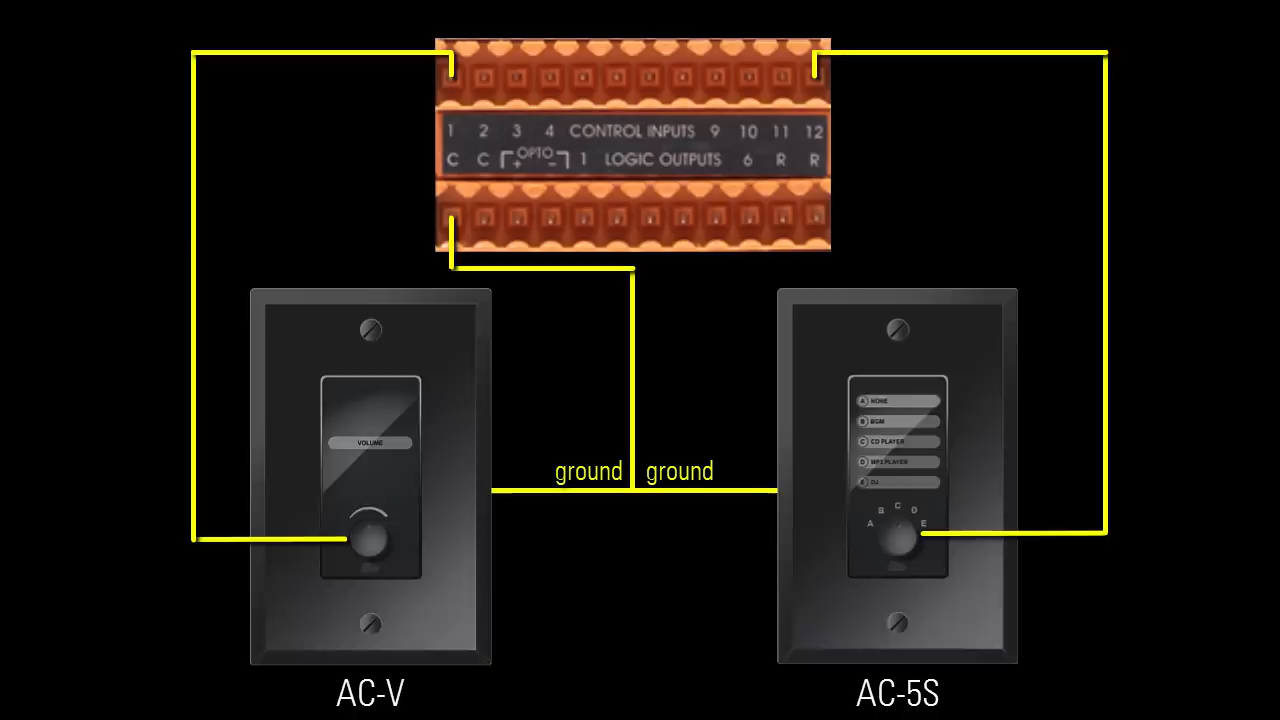 1 2 3 4 CONTROL INPUTS 9 10 11 12
C C + OPTO - 1 LOGIC OUTPUTS 6 R R
VOLUME
ground ground
A NONE
B BGM
C CD PLAYER
D MP3 PLAYER
E DJ
A B C D E
AC-V AC-5S